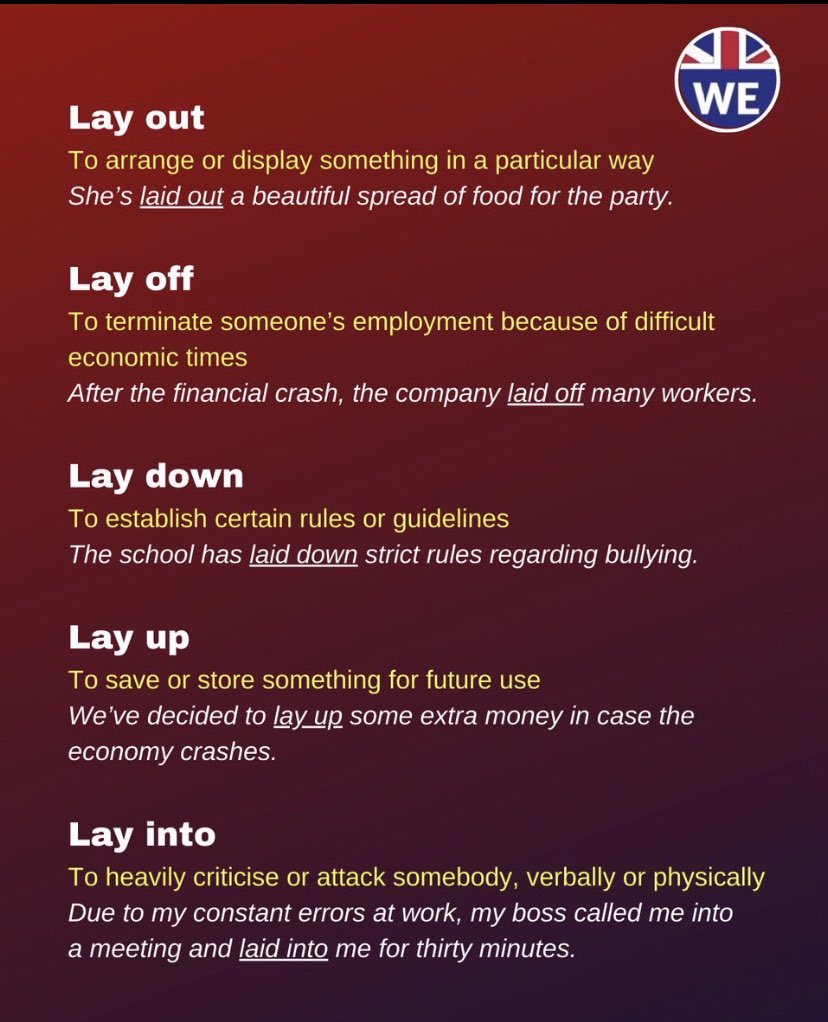 WE
Lay out
To arrange or display something in a particular way
She’s laid out a beautiful spread of food for the party.
Lay off
To terminate someone’s employment because of difficult
economic times
After the financial crash, the company laid off many workers.
Lay down
To establish certain rules or guidelines
The school has laid down strict rules regarding bullying.
Lay up
To save or store something for future use
We’ve decided to lay up some extra money in case the
economy crashes.
Lay into
To heavily criticise or attack somebody, verbally or physically
Due to my constant errors at work, my boss called me into
a meeting and laid into me for thirty minutes.